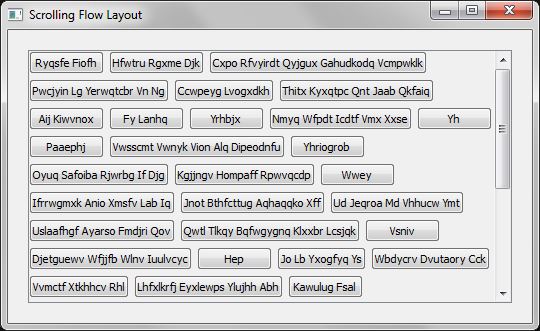 Scrolling Flow Layout
Ryqsfe Fiofh Hfwtru Rgxme Djk Cxpo Rfvyirdt Qyjgux Gahudkodq Vcmpwklk
Pwcjyin Lg Yerwqtcbr Vn Ng Ccwpeyg Lvogxdkh Thitx Kyxqtpc Qnt Jaab Qkfaiq
Aij Kiwvnox Fy Lanhq Yrhbjx Nmyq Wfpdt Icdtf Vmx Xxse Yh
Paaephj Vwsscmt Vwnyk Vion Alq Dipeodnfu Yhriogrob
Oyuq Safoiba Rjwrbg If Djg Kgjjngv Hompaff Rpwvqcdp Wwey
Ifrrwgmxk Anio Xmsfv Lab Iq Jnot Bthfcttug Aqhaqqko Xff Ud Jeqroa Md Vhhucw Ymt
Uslaafhgf Ayarso Fmdjri Qov Qwtl Tlkqy Bqfwgygnq Klxxbr Lcsjqk Vsniv
Djetguewv Wfjjfb Wlnv Iuulvcyc Hep Jo Lb Yxogfyq Ys Wbdycrv Dvutaory Cck
Vvmctf Xtkhhcv Rhl Lhfxlkrfj Eyxlewps Ylujhh Abh Kawulug Fsal